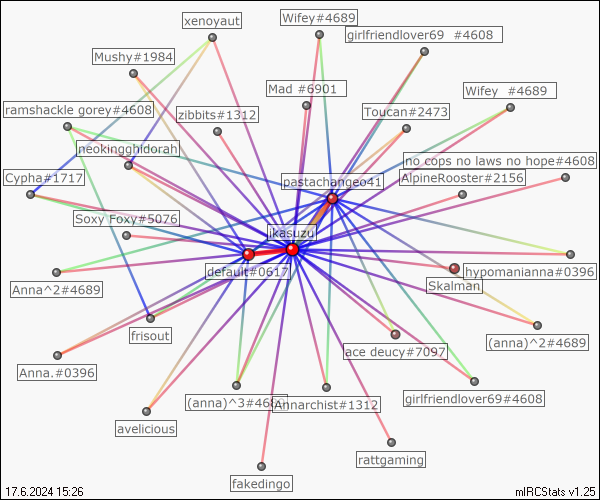 xenoyaut
Wifey#4689
girlfriendlover69 #4608
Mushy#1984
Mad #6901
Wifey #4689
ramshackle gorey#4608
zibbits#1312
Toucan#2473
neokingghidorah
no cops no laws no hope#4608
Cypha#1717
pastachangeo41
AlpineRooster#2156
Soxy Foxy#5076
ikasuzu
default#0617
hypomanianna#0396
Anna^2#4689
Skalman
frisout
(anna)^2#4689
ace deucy#7097
Anna.#0396
girlfriendlover69#4608
(anna)^3#46
Annarchist#1312
avelicious
rattgaming
fakedingo
17.6.2024 15:26
mIRCStats v1.25